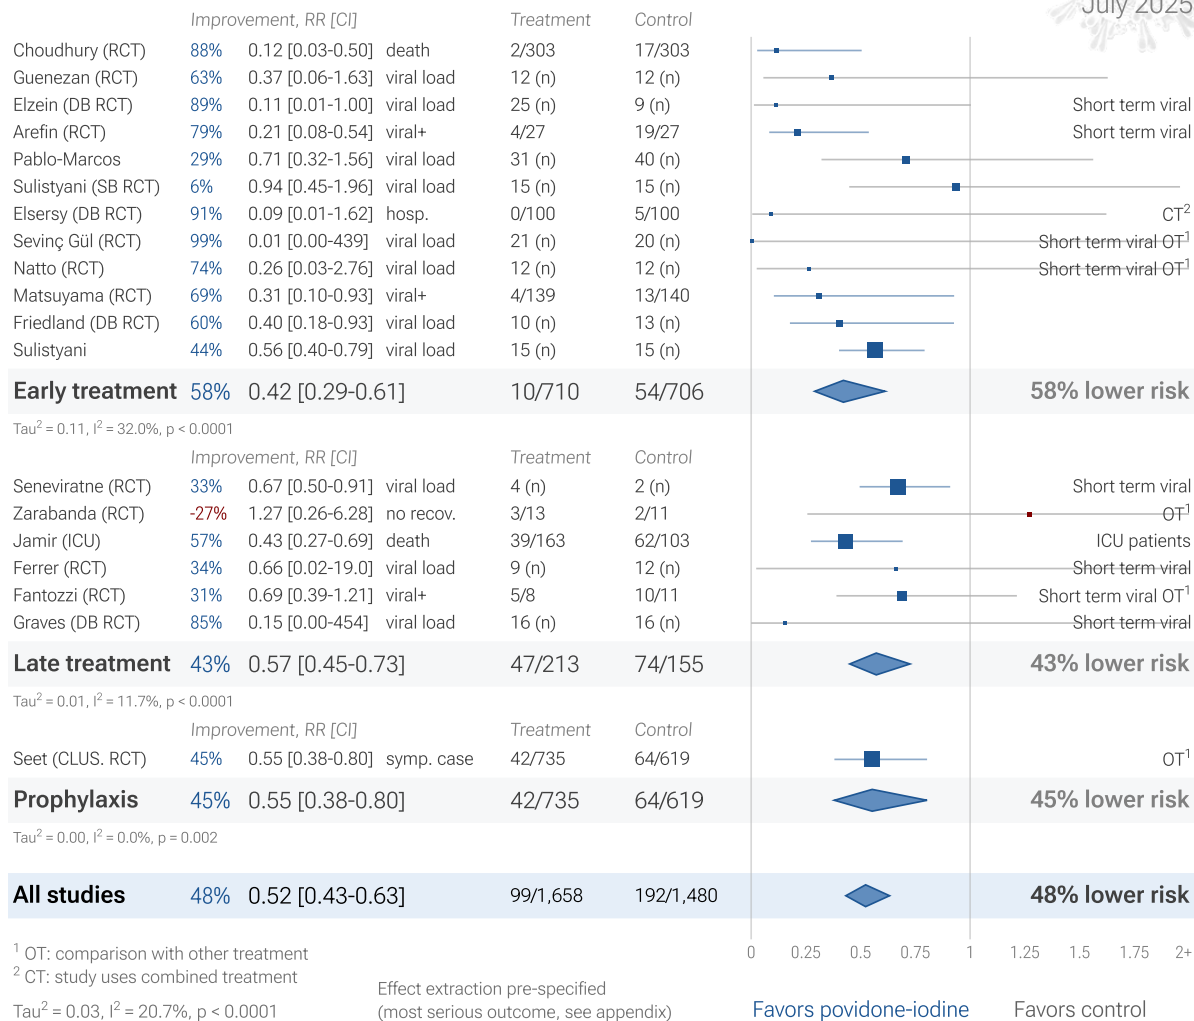 July 2025
Improvement, RR [CI] Treatment Control
Choudhury (RCT) 88% 0.12 [0.03-0.50] death 2/303 17/303
Guenezan (RCT) 63% 0.37 [0.06-1.63] viral load 12 (n) 12 (n)
Elzein (DB RCT) 89% 0.11 [0.01-1.00] viral load 25 (n) 9 (n) Short term viral
Arefin (RCT) 79% 0.21 [0.08-0.54] viral+ 4/27 19/27 Short term viral
Pablo-Marcos 29% 0.71 [0.32-1.56] viral load 31 (n) 40 (n)
Sulistyani (SB RCT) 6% 0.94 [0.45-1.96] viral load 15 (n) 15 (n)
Elsersy (DB RCT) 91% 0.09 [0.01-1.62] hosp. 0/100 5/100 CT²
Sevinç Gül (RCT) 99% 0.01 [0.00-439] viral load 21 (n) 20 (n) Short term viral OT¹
Natto (RCT) 74% 0.26 [0.03-2.76] viral load 12 (n) 12 (n) Short term viral OT¹
Matsuyama (RCT) 69% 0.31 [0.10-0.93] viral+ 4/139 13/140
Friedland (DB RCT) 60% 0.40 [0.18-0.93] viral load 10 (n) 13 (n)
Sulistyani 44% 0.56 [0.40-0.79] viral load 15 (n) 15 (n)
Early treatment 58% 0.42 [0.29-0.61] 10/710 54/706 58% lower risk
Tau² = 0.11, I² = 32.0%, p < 0.0001
Improvement, RR [CI] Treatment Control
Seneviratne (RCT) 33% 0.67 [0.50-0.91] viral load 4 (n) 2 (n) Short term viral
Zarabanda (RCT) -27% 1.27 [0.26-6.28] no recov. 3/13 2/11 OT¹
Jamir (ICU) 57% 0.43 [0.27-0.69] death 39/163 62/103 ICU patients
Ferrer (RCT) 34% 0.66 [0.02-19.0] viral load 9 (n) 12 (n) Short term viral
Fantozzi (RCT) 31% 0.69 [0.39-1.21] viral+ 5/8 10/11 Short term viral OT¹
Graves (DB RCT) 85% 0.15 [0.00-454] viral load 16 (n) 16 (n) Short term viral
Late treatment 43% 0.57 [0.45-0.73] 47/213 74/155 43% lower risk
Tau² = 0.01, I² = 11.7%, p < 0.0001
Improvement, RR [CI] Treatment Control
Seet (CLUS. RCT) 45% 0.55 [0.38-0.80] symp. case 42/735 64/619 OT¹
Prophylaxis 45% 0.55 [0.38-0.80] 42/735 64/619 45% lower risk
Tau² = 0.00, I² = 0.0%, p = 0.002
All studies 48% 0.52 [0.43-0.63] 99/1,658 192/1,480 48% lower risk
0 0.25 0.5 0.75 1 1.25 1.5 1.75 2+
¹ OT: comparison with other treatment
² CT: study uses combined treatment
Tau² = 0.03, I² = 20.7%, p < 0.0001
Effect extraction pre-specified
(most serious outcome, see appendix)
Favors povidone-iodine Favors control